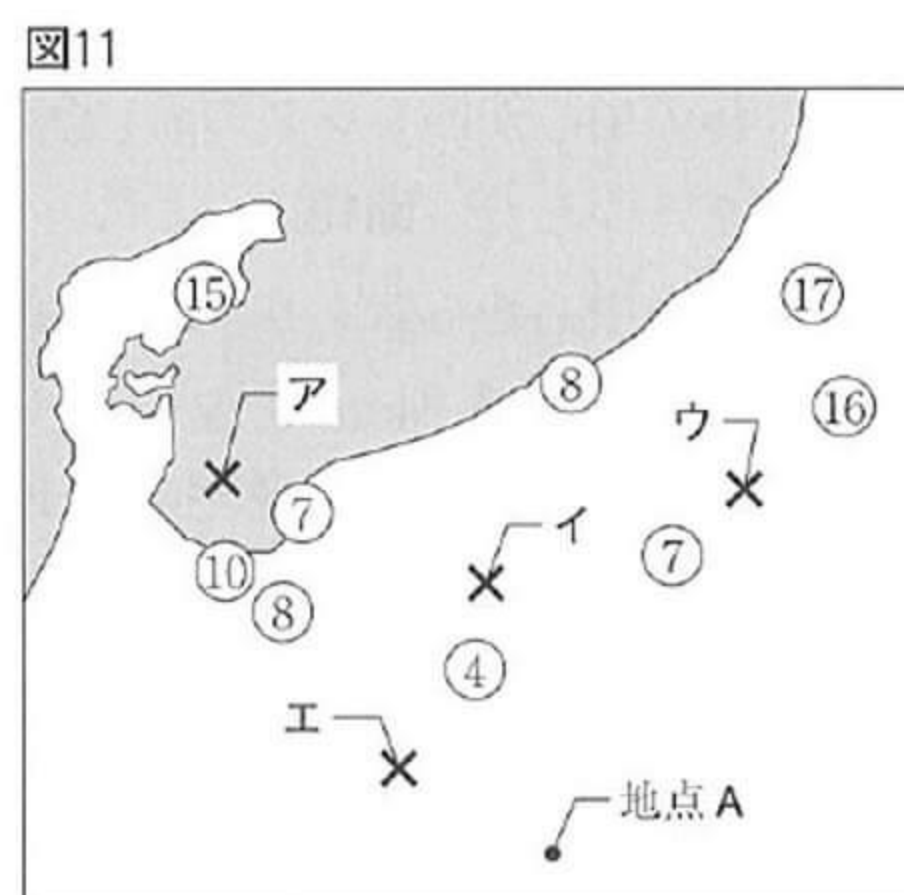 図11
⑮
⑰
⑧
⑯
ア
ウ
⑦
イ
⑦
⑩
⑧
④
エ
地点A